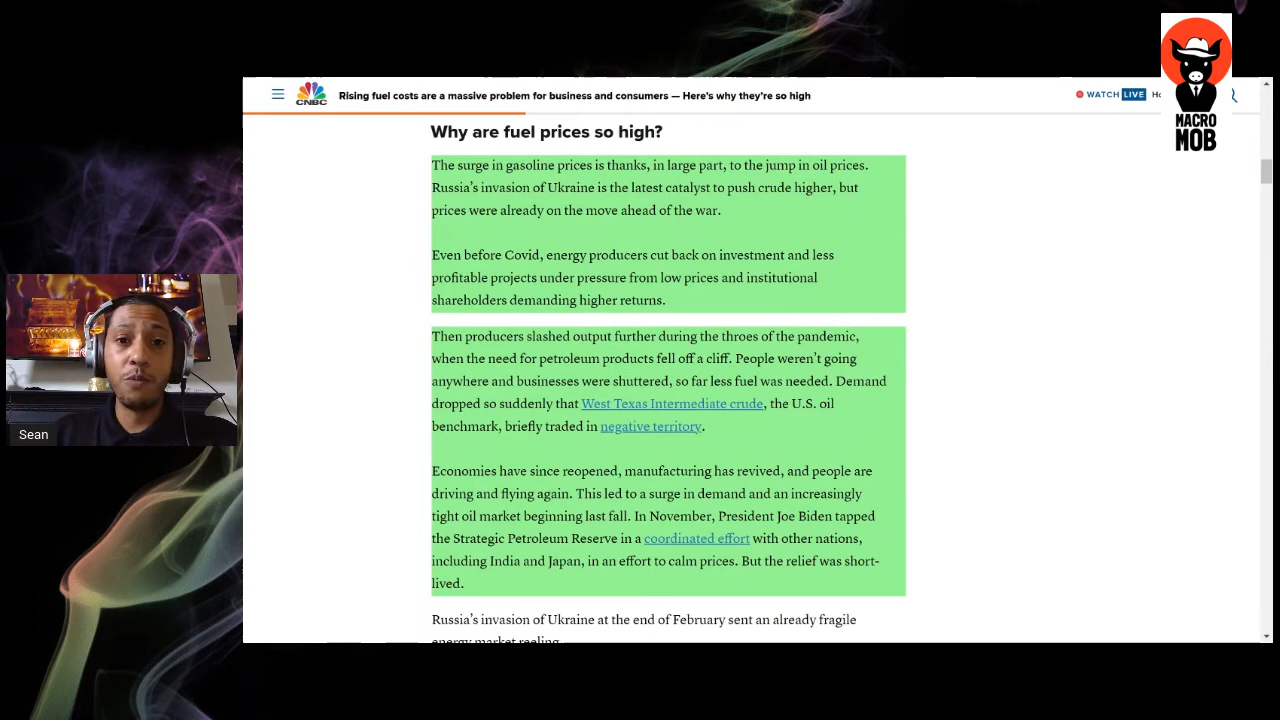 CNBC
Rising fuel costs are a massive problem for business and consumers — Here's why they're so high
WATCH LIVE
MACRO
MOB
Why are fuel prices so high?
The surge in gasoline prices is thanks, in large part, to the jump in oil prices.
Russia's invasion of Ukraine is the latest catalyst to push crude higher, but
prices were already on the move ahead of the war.
Even before Covid, energy producers cut back on investment and less
profitable projects under pressure from low prices and institutional
shareholders demanding higher returns.
Then producers slashed output further during the throes of the pandemic,
when the need for petroleum products fell off a cliff. People weren't going
anywhere and businesses were shuttered, so far less fuel was needed. Demand
dropped so suddenly that West Texas Intermediate crude, the U.S. oil
benchmark, briefly traded in negative territory.
Economies have since reopened, manufacturing has revived, and people are
driving and flying again. This led to a surge in demand and an increasingly
tight oil market beginning last fall. In November, President Joe Biden tapped
the Strategic Petroleum Reserve in a coordinated effort with other nations,
including India and Japan, in an effort to calm prices. But the relief was short-
lived.
Russia's invasion of Ukraine at the end of February sent an already fragile
energy market reeling.
Sean